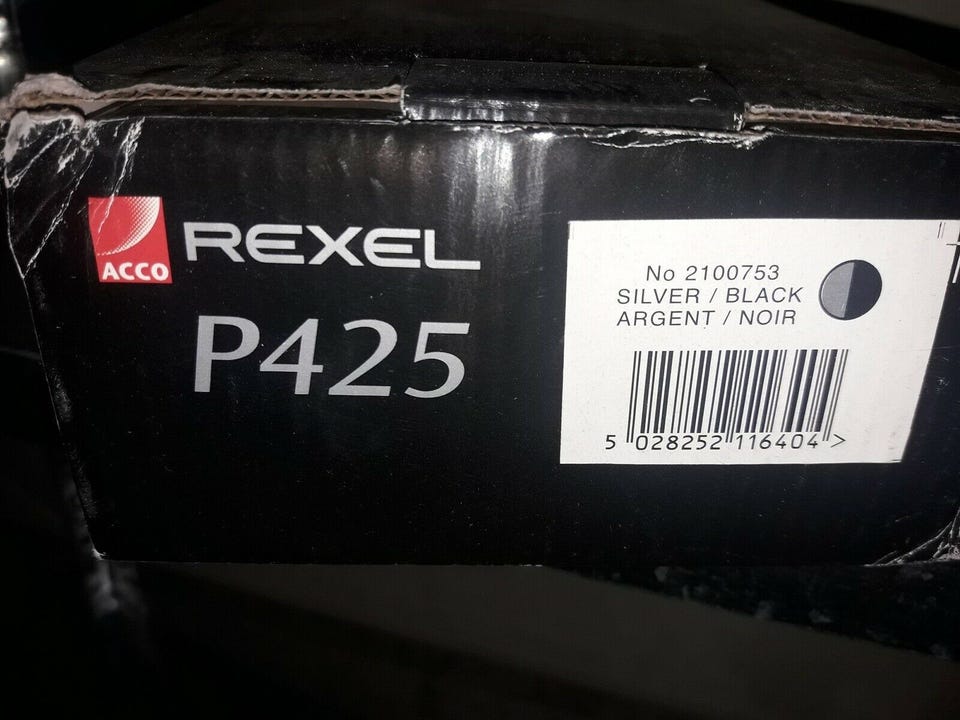 ACCO
REXEL
P425
No 2100753
SILVER / BLACK
ARGENT / NOIR
5 028252 116404 >